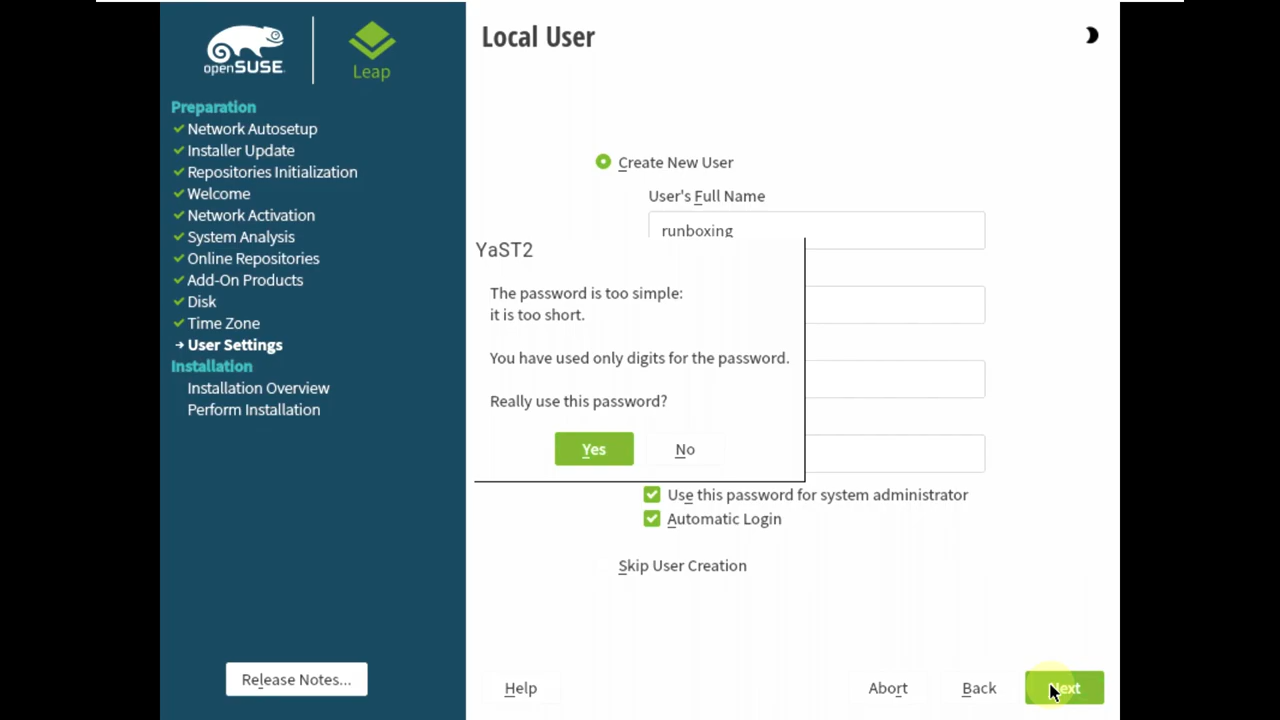 openSUSE
Leap
Preparation
Network Autosetup
Installer Update
Repositories Initialization
Welcome
Network Activation
System Analysis
Online Repositories
Add-On Products
Disk
Time Zone
User Settings
Installation
Installation Overview
Perform Installation
Release Notes...
Local User
Create New User
User's Full Name
runboxing
YaST2
The password is too simple:
it is too short.
You have used only digits for the password.
Really use this password?
Yes No
Use this password for system administrator
Automatic Login
Skip User Creation
Help Abort Back Next